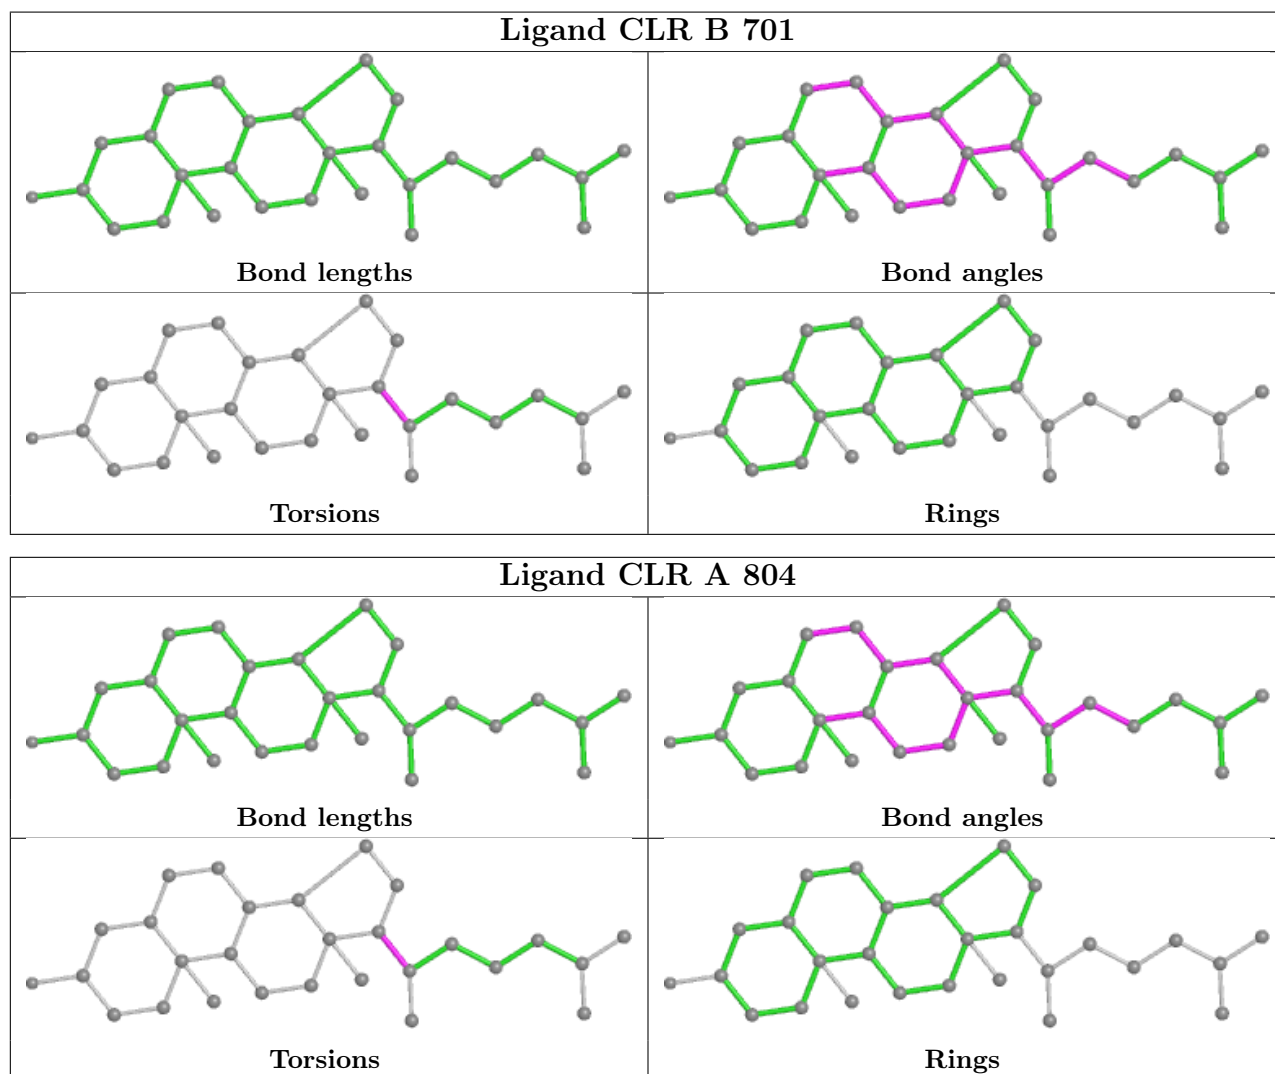 Ligand CLR B 701
Bond lengths
Bond angles
Torsions
Rings
Ligand CLR A 804
Bond lengths
Bond angles
Torsions
Rings